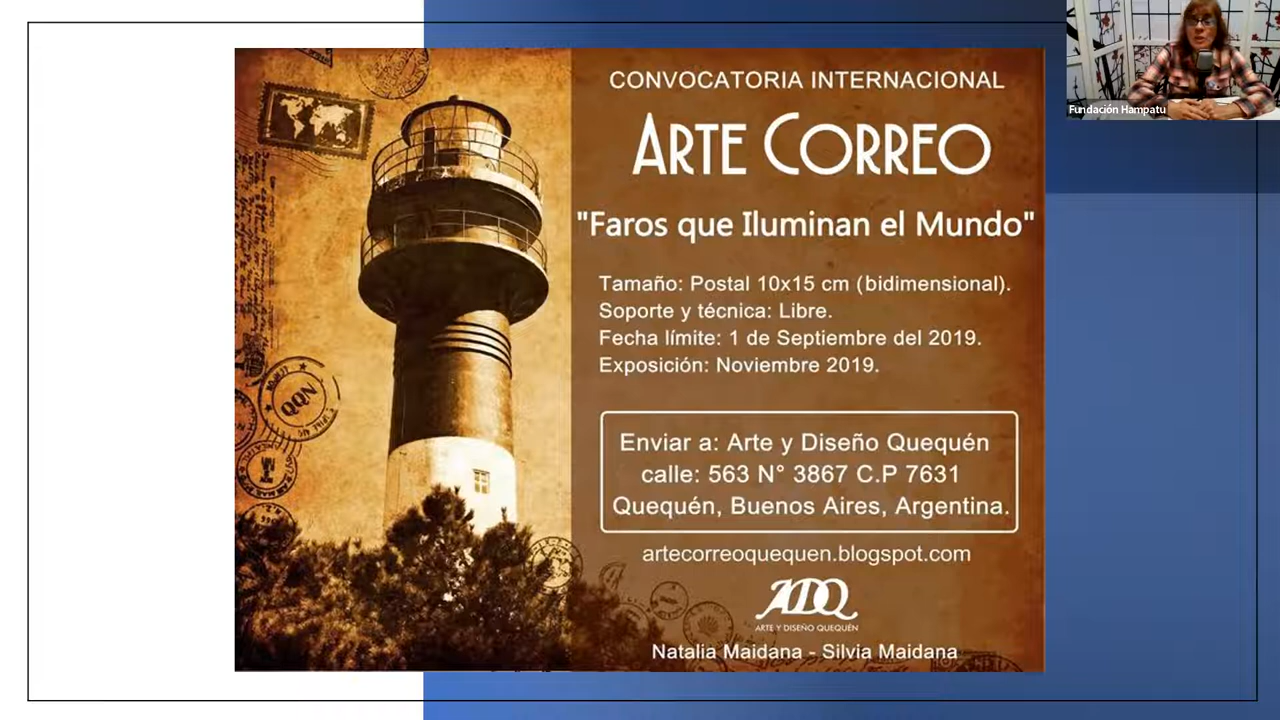 CONVOCATORIA INTERNACIONAL
ARTE CORREO
"Faros que Iluminan el Mundo"
Tamaño: Postal 10x15 cm (bidimensional).
Soporte y técnica: Libre.
Fecha límite: 1 de Septiembre del 2019.
Exposición: Noviembre 2019.
Enviar a: Arte y Diseño Quequén
calle: 563 N° 3867 C.P 7631
Quequén, Buenos Aires, Argentina.
artecorreoquequen.blogspot.com
ADQ
ARTE Y DISEÑO QUEQUÉN
Natalia Maidana - Silvia Maidana
QQN
Fundación Hampatu